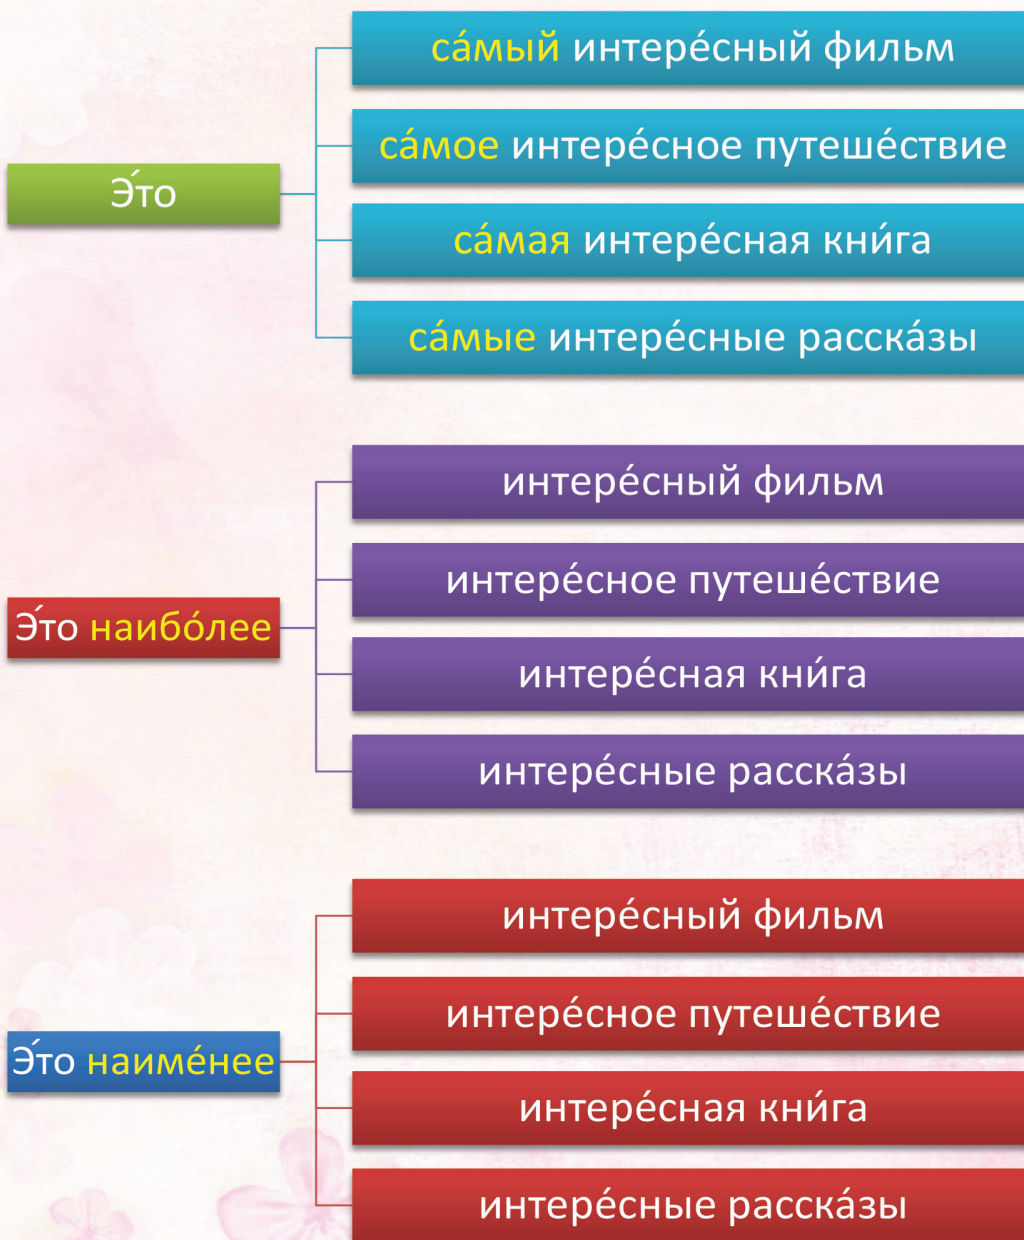 Э́то
са́мый интере́сный фильм
са́мое интере́сное путеше́ствие
са́мая интере́сная кни́га
са́мые интере́сные расска́зы
Э́то наибо́лее
интере́сный фильм
интере́сное путеше́ствие
интере́сная кни́га
интере́сные расска́зы
Э́то наиме́нее
интере́сный фильм
интере́сное путеше́ствие
интере́сная кни́га
интере́сные расска́зы